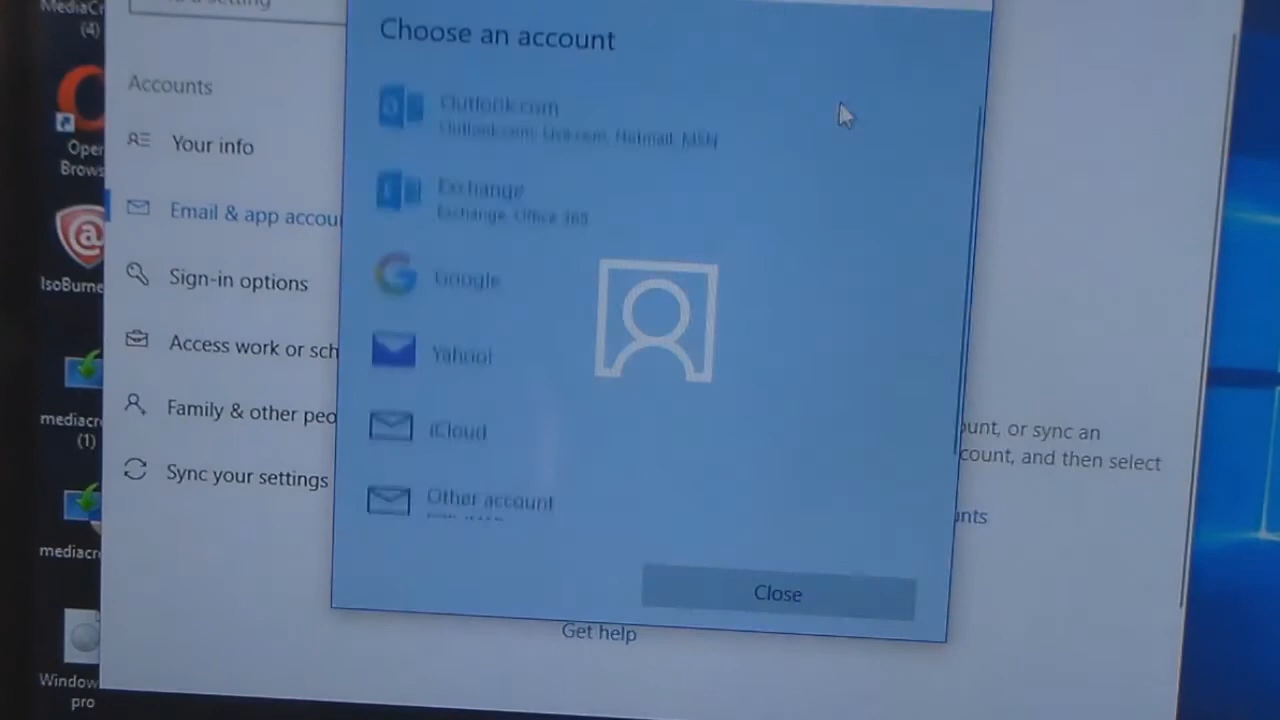 MediaCr
(4)
Oper
Brows
IsoBurne
mediacr
(1)
mediacr
Window
pro
a setting
Accounts
Your info
Email & app accou
Sign-in options
Access work or sch
Family & other peo
Sync your settings
Choose an account
Outlook.com
Outlook.com, Live.com, Hotmail, MSN
Exchange
Exchange, Office 365
Google
Yahoo!
iCloud
Other account
Close
ount, or sync an
count, and then select
unts
Get help